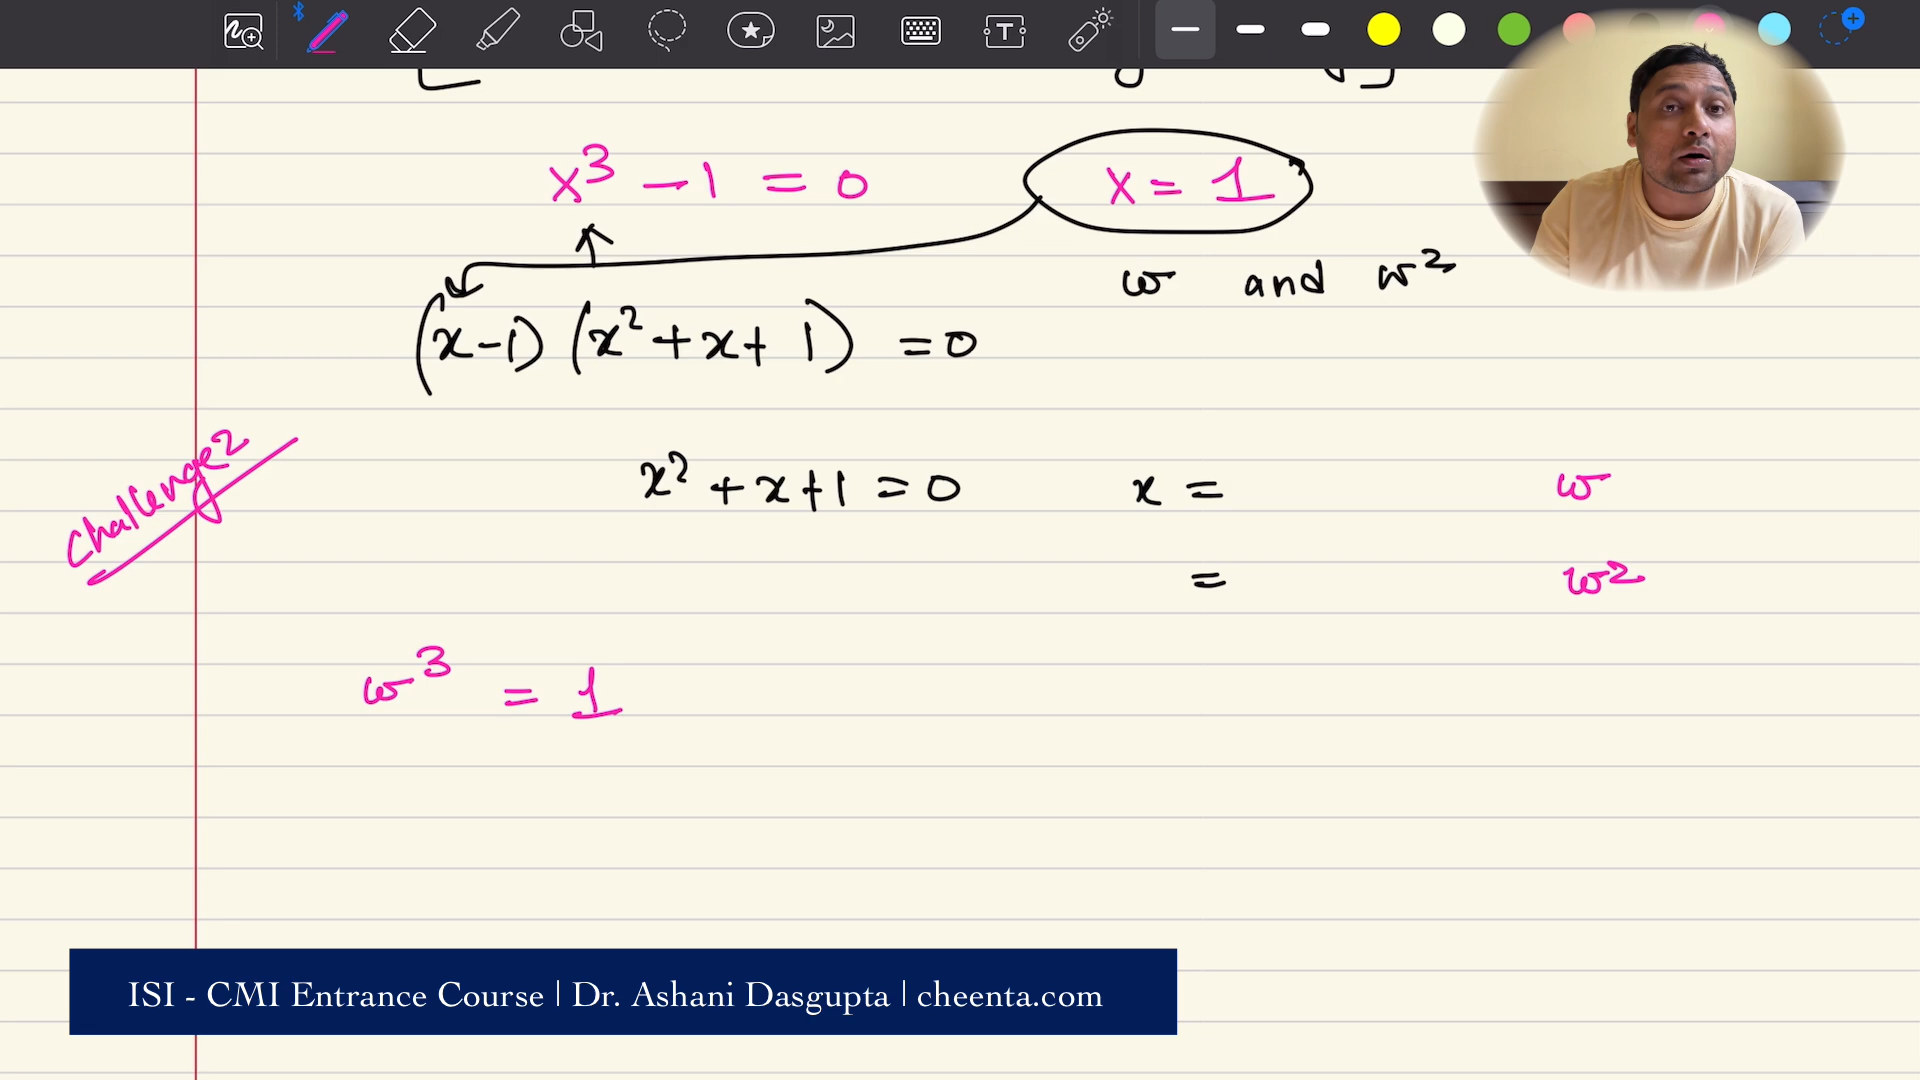 x³ - 1 = 0 x = 1
ω and ω²
(x-1) (x² + x + 1) = 0
Challenge 2
x² + x + 1 = 0 x = ω
= ω²
ω³ = 1
ISI - CMI Entrance Course | Dr. Ashani Dasgupta | cheenta.com